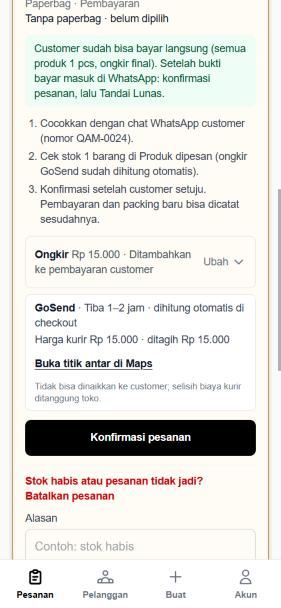 Paperbag · Pembayaran
Tanpa paperbag · belum dipilih
Customer sudah bisa bayar langsung (semua
produk 1 pcs, ongkir final). Setelah bukti
bayar masuk di WhatsApp: konfirmasi
pesanan, lalu Tandai Lunas.
1. Cocokkan dengan chat WhatsApp customer
(nomor QAM-0024).
2. Cek stok 1 barang di Produk dipesan (ongkir
GoSend sudah dihitung otomatis).
3. Konfirmasi setelah customer setuju.
Pembayaran dan packing baru bisa dicatat
sesudahnya.
Ongkir Rp 15.000 · Ditambahkan
ke pembayaran customer
Ubah
GoSend · Tiba 1–2 jam · dihitung otomatis di
checkout
Harga kurir Rp 15.000 · ditagih Rp 15.000
Buka titik antar di Maps
Tidak bisa dinaikkan ke customer; selisih biaya kurir
ditanggung toko.
Konfirmasi pesanan
Stok habis atau pesanan tidak jadi?
Batalkan pesanan
Alasan
Contoh: stok habis
Pesanan
Pelanggan
Buat
Akun